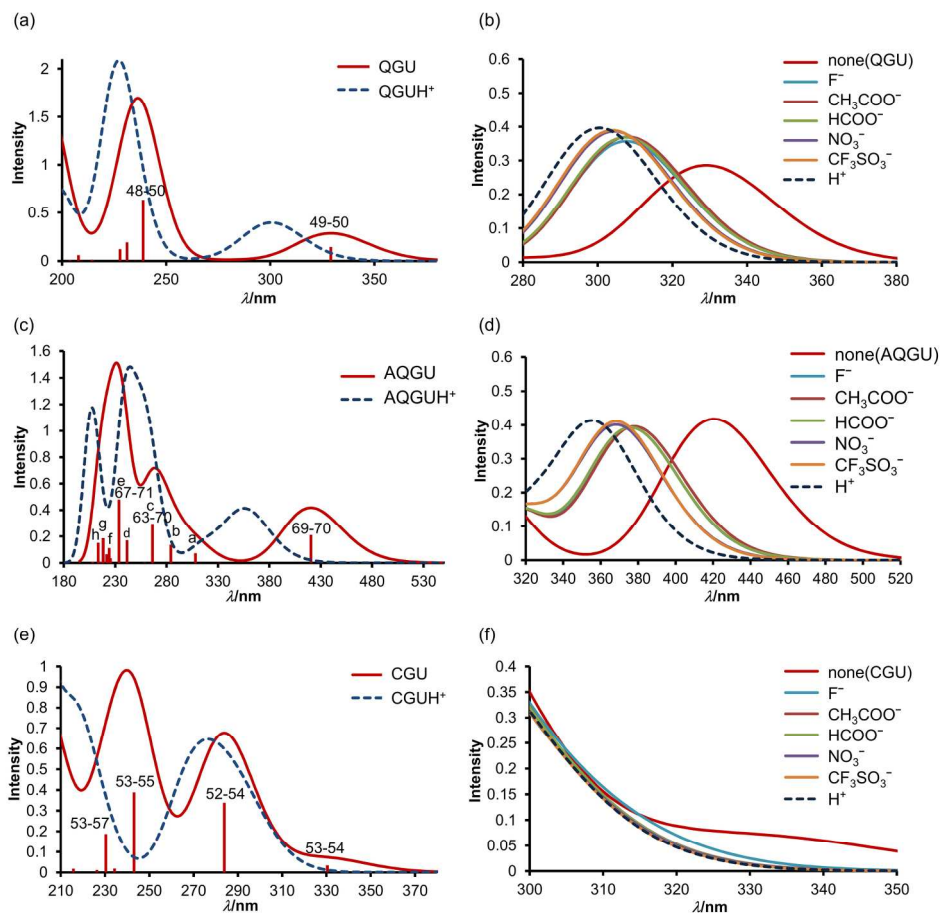 (a)
QGU
QGUH⁺
48-50
49-50
Intensity
2
1.5
1
0.5
0
200 250 300 350
λ/nm
(b)
none(QGU)
F⁻
CH₃COO⁻
HCOO⁻
NO₃⁻
CF₃SO₃⁻
H⁺
Intensity
0.6
0.5
0.4
0.3
0.2
0.1
0
280 300 320 340 360 380
λ/nm
(c)
AQGU
AQGUH⁺
e
67-71
c
63-70
69-70
h g f d b a
Intensity
1.6
1.4
1.2
1
0.8
0.6
0.4
0.2
0
180 230 280 330 380 430 480 530
λ/nm
(d)
none(AQGU)
F⁻
CH₃COO⁻
HCOO⁻
NO₃⁻
CF₃SO₃⁻
H⁺
Intensity
0.6
0.5
0.4
0.3
0.2
0.1
0
320 340 360 380 400 420 440 460 480 500 520
λ/nm
(e)
CGU
CGUH⁺
53-57
53-55
52-54
53-54
Intensity
1
0.9
0.8
0.7
0.6
0.5
0.4
0.3
0.2
0.1
0
210 230 250 270 290 310 330 350 370
λ/nm
(f)
none(CGU)
F⁻
CH₃COO⁻
HCOO⁻
NO₃⁻
CF₃SO₃⁻
H⁺
Intensity
0.4
0.35
0.3
0.25
0.2
0.15
0.1
0.05
0
300 310 320 330 340 350
λ/nm